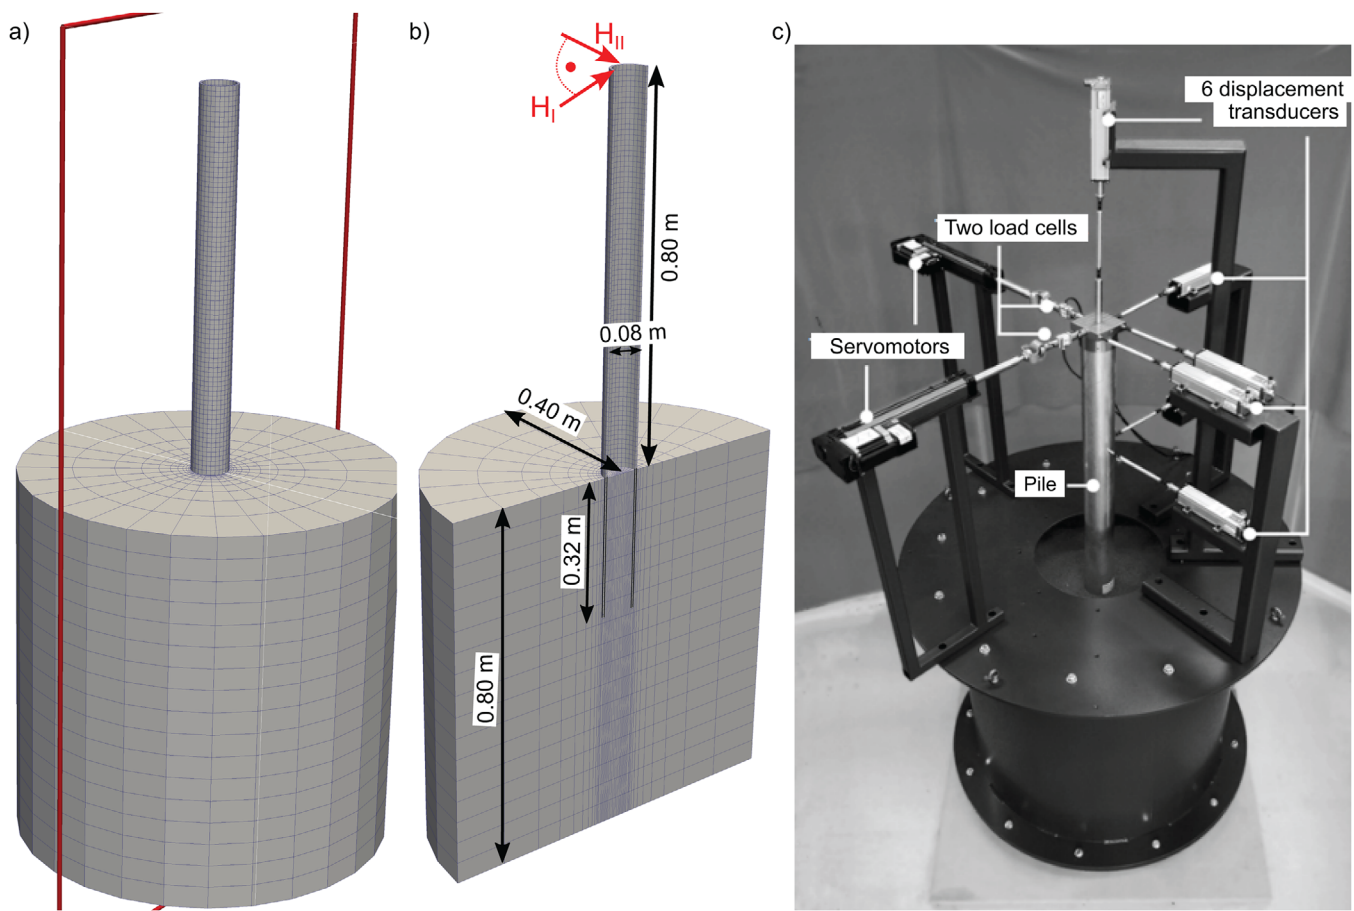 a)
b)
c)
H_II
H_I
0.80 m
0.08 m
0.40 m
0.32 m
0.80 m
6 displacement
transducers
Two load cells
Servomotors
Pile